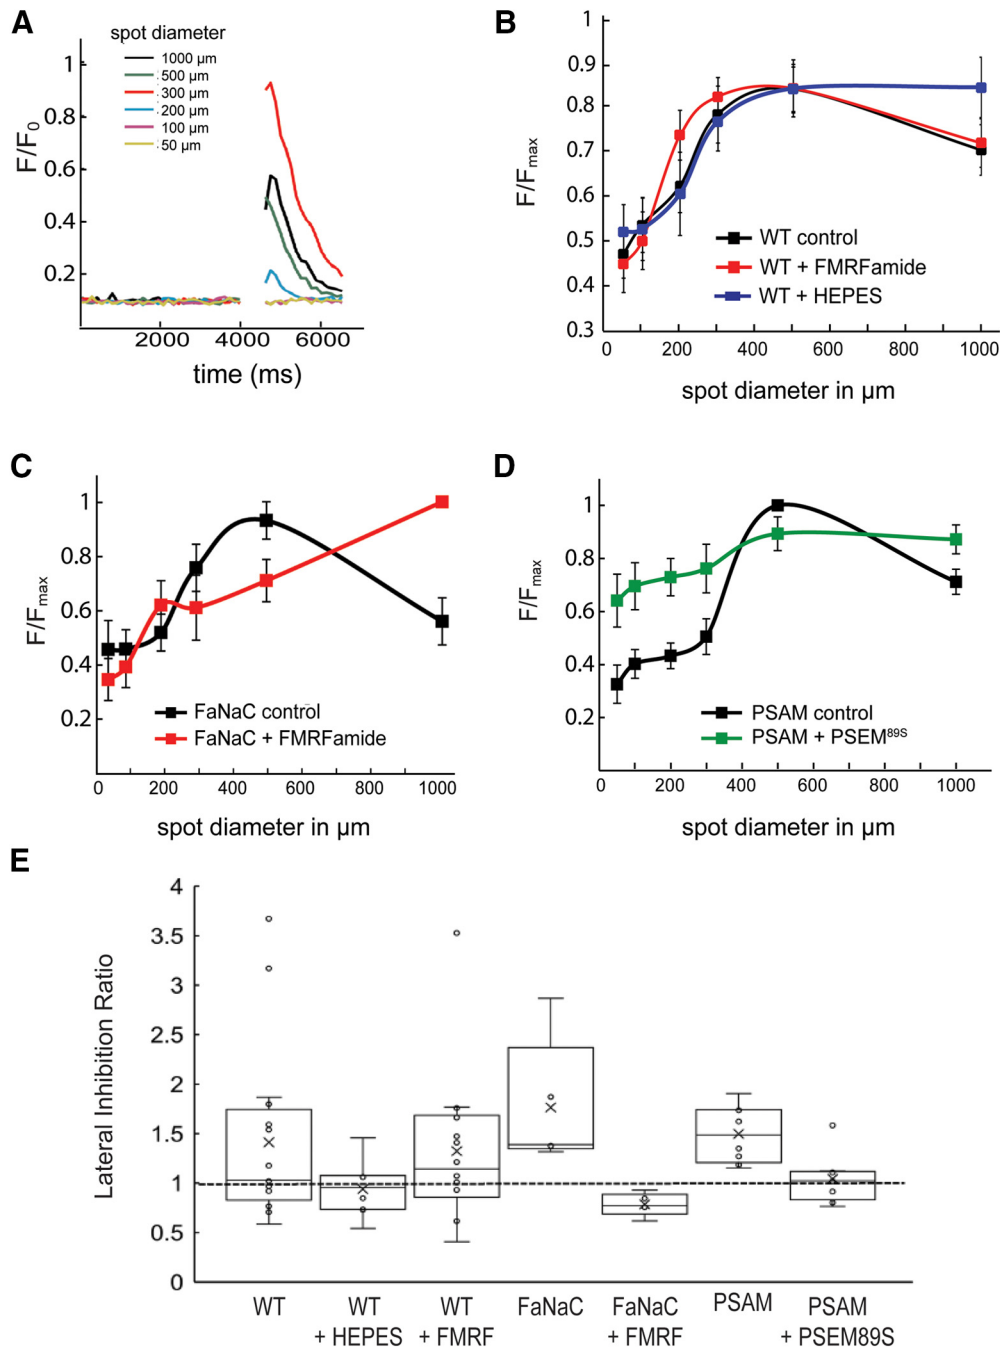 A
spot diameter
1000 µm
500 µm
300 µm
200 µm
100 µm
50 µm
F/F0
1
0.8
0.6
0.4
0.2
2000 4000 6000
time (ms)
B
F/Fmax
1
0.9
0.8
0.7
0.6
0.5
0.4
0.3
WT control
WT + FMRFamide
WT + HEPES
0 200 400 600 800 1000
spot diameter in µm
C
F/Fmax
1
0.8
0.6
0.4
0.2
FaNaC control
FaNaC + FMRFamide
0 200 400 600 800 1000
spot diameter in µm
D
F/Fmax
1
0.8
0.6
0.4
0.2
PSAM control
PSAM + PSEM89S
0 200 400 600 800 1000
spot diameter in µm
E
Lateral Inhibition Ratio
4
3.5
3
2.5
2
1.5
1
0.5
0
WT
WT
+ HEPES
WT
+ FMRF
FaNaC
FaNaC
+ FMRF
PSAM
PSAM
+ PSEM89S